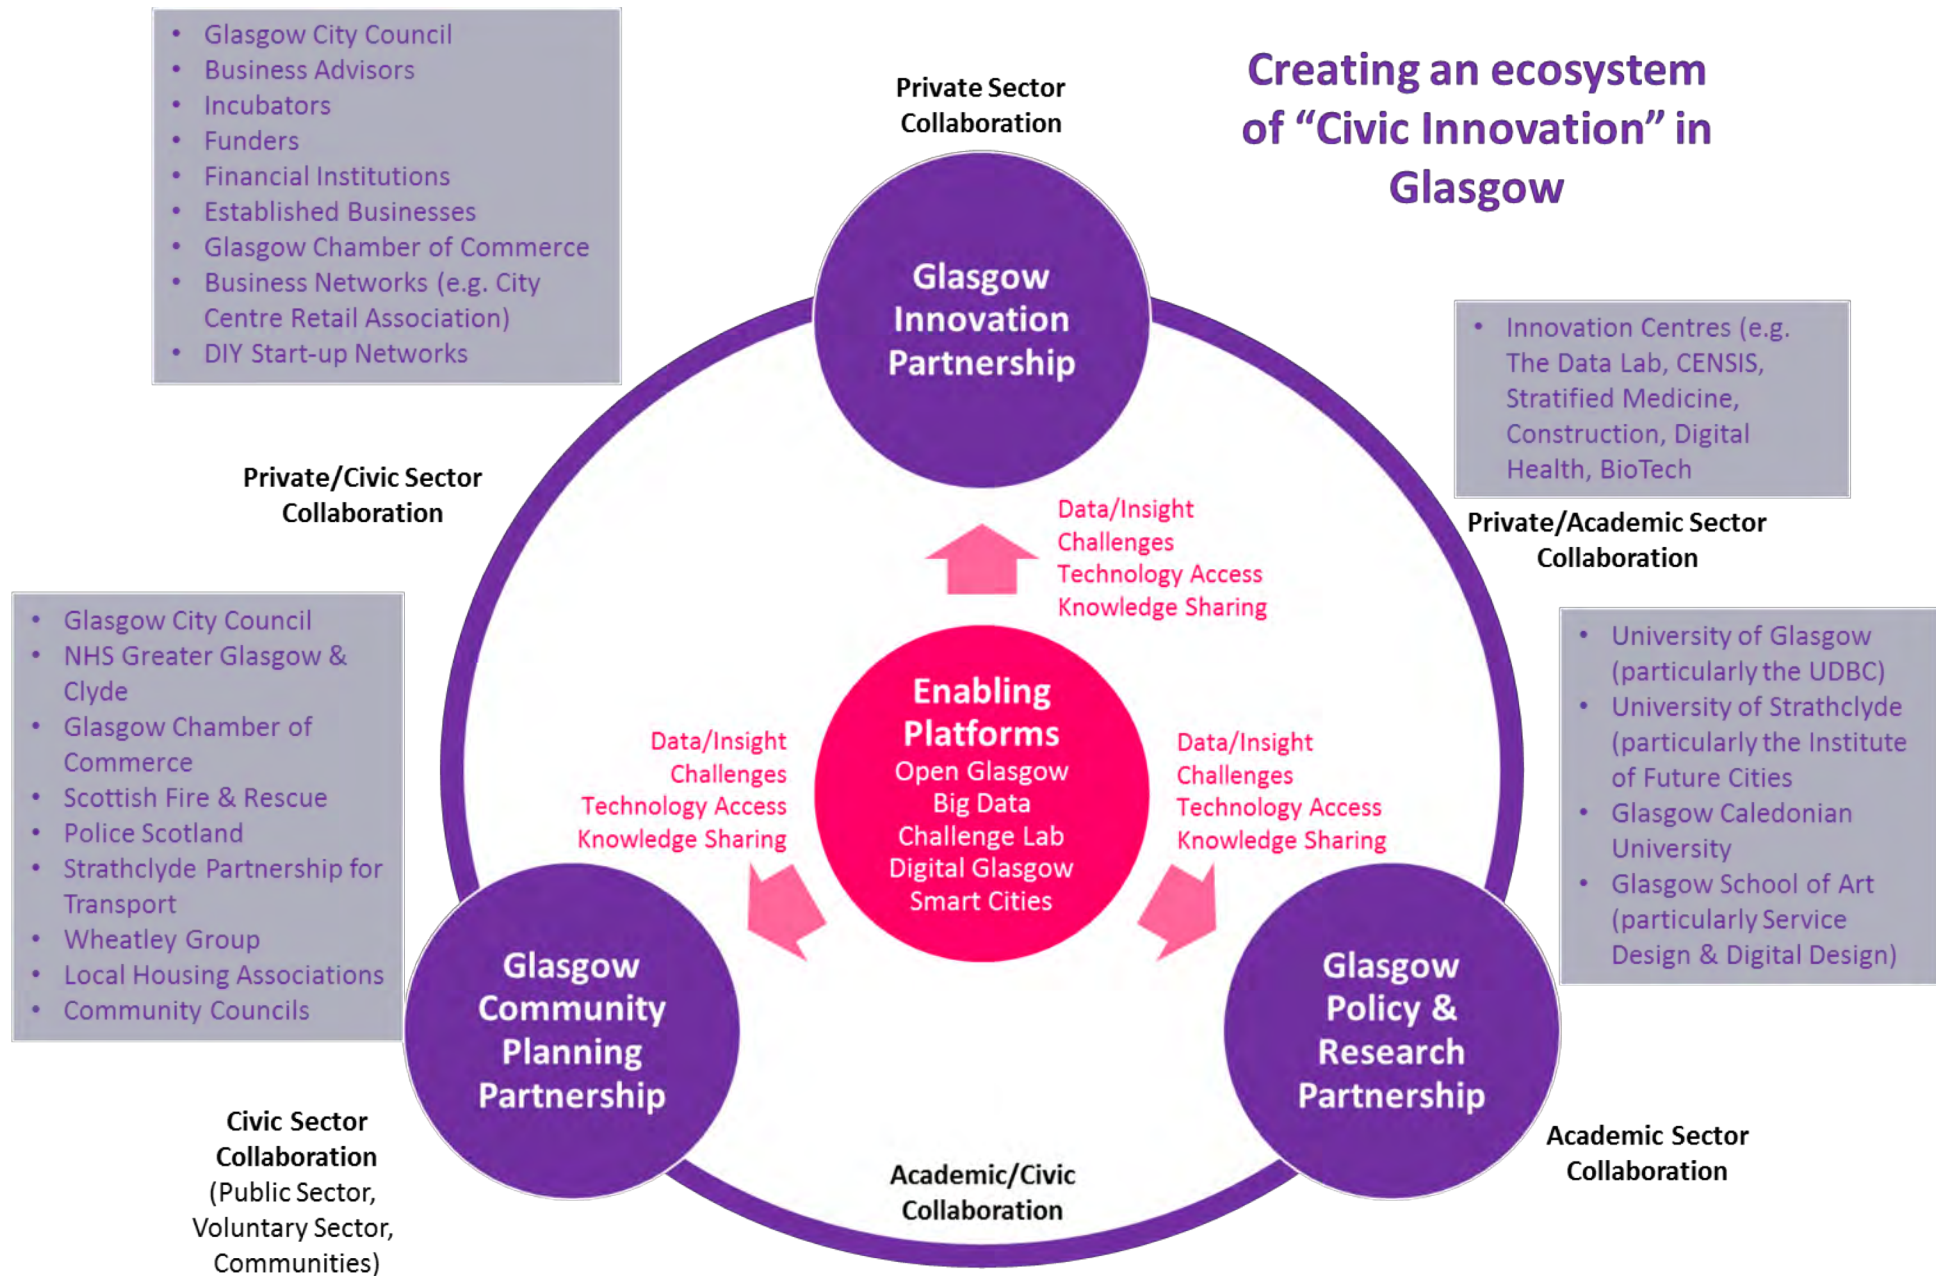 Creating an ecosystem
of “Civic Innovation” in
Glasgow
• Glasgow City Council
• Business Advisors
• Incubators
• Funders
• Financial Institutions
• Established Businesses
• Glasgow Chamber of Commerce
• Business Networks (e.g. City
Centre Retail Association)
• DIY Start-up Networks
Private Sector
Collaboration
Glasgow
Innovation
Partnership
• Innovation Centres (e.g.
The Data Lab, CENSIS,
Stratified Medicine,
Construction, Digital
Health, BioTech
Private/Civic Sector
Collaboration
Private/Academic Sector
Collaboration
Data/Insight
Challenges
Technology Access
Knowledge Sharing
• Glasgow City Council
• NHS Greater Glasgow &
Clyde
• Glasgow Chamber of
Commerce
• Scottish Fire & Rescue
• Police Scotland
• Strathclyde Partnership for
Transport
• Wheatley Group
• Local Housing Associations
• Community Councils
Data/Insight
Challenges
Technology Access
Knowledge Sharing
Enabling
Platforms
Open Glasgow
Big Data
Challenge Lab
Digital Glasgow
Smart Cities
Data/Insight
Challenges
Technology Access
Knowledge Sharing
• University of Glasgow
(particularly the UDBC)
• University of Strathclyde
(particularly the Institute
of Future Cities
• Glasgow Caledonian
University
• Glasgow School of Art
(particularly Service
Design & Digital Design)
Glasgow
Community
Planning
Partnership
Glasgow
Policy &
Research
Partnership
Civic Sector
Collaboration
(Public Sector,
Voluntary Sector,
Communities)
Academic/Civic
Collaboration
Academic Sector
Collaboration